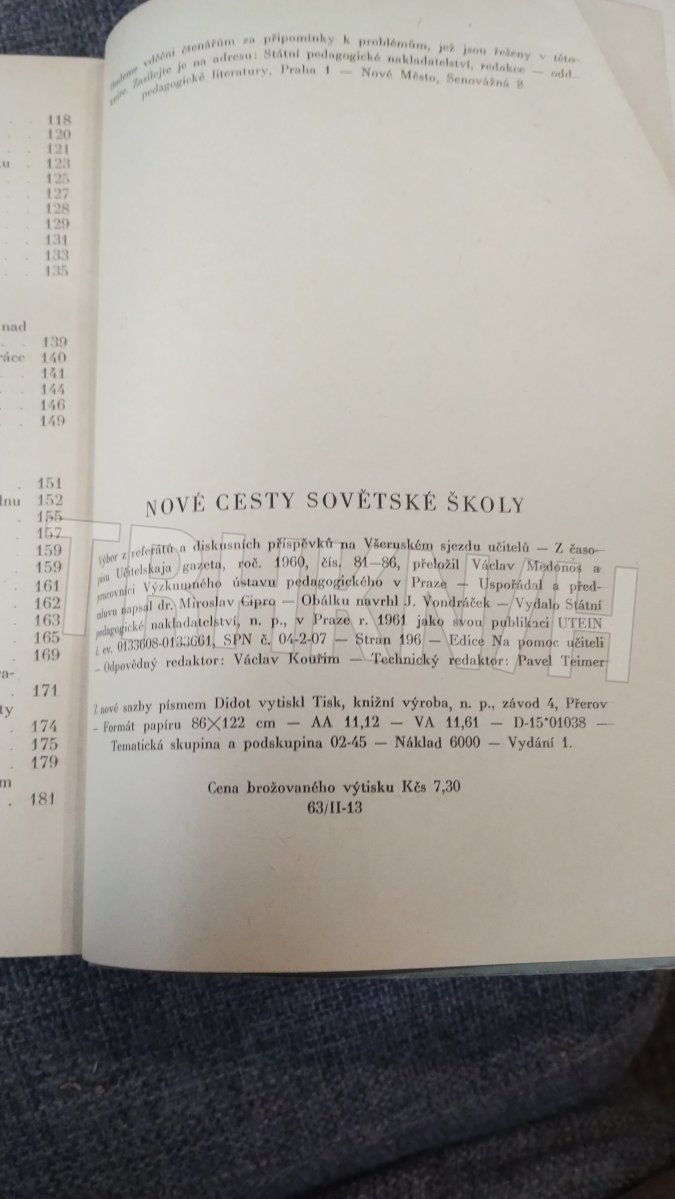 118
120
121
u . 123
125
127
128
129
131
133
135
nad
139
ráce 140
141
144
146
149
151
dnu 152
155
157
159
159
161
162
163
165
169
a-
171
ty
174
175
179
m
181
Budeme vděční čtenářům za připomínky k problémům, jež jsou řešeny v této
Zasílejte je na adresu: Státní pedagogické nakladatelství, redakce — odd.
pedagogické literatury, Praha 1 — Nové Město, Senovážná 8
NOVÉ CESTY SOVĚTSKÉ ŠKOLY
Výbor z referátů a diskusních příspěvků na Všeruském sjezdu učitelů — Z časo-
pisu Učitelskaja gazeta, roč. 1960, čís. 81—86, přeložil Václav Medonos a
pracovníci Výzkumného ústavu pedagogického v Praze — Uspořádal a před-
mluvu napsal dr. Miroslav Cipro — Obálku navrhl J. Vondráček — Vydalo Státní
pedagogické nakladatelství, n. p., v Praze r. 1961 jako svou publikaci UTEIN
č. ev. 0133608-0133661, SPN č. 04-2-07 — Stran 196 — Edice Na pomoc učiteli
— Odpovědný redaktor: Václav Kouřim — Technický redaktor: Pavel Teimer
Z nové sazby písmem Didot vytiskl Tisk, knižní výroba, n. p., závod 4, Přerov
— Formát papíru 86×122 cm — AA 11,12 — VA 11,61 — D-15*01038 —
Tematická skupina a podskupina 02-45 — Náklad 6000 — Vydání 1.
Cena brožovaného výtisku Kčs 7,30
63/II-13